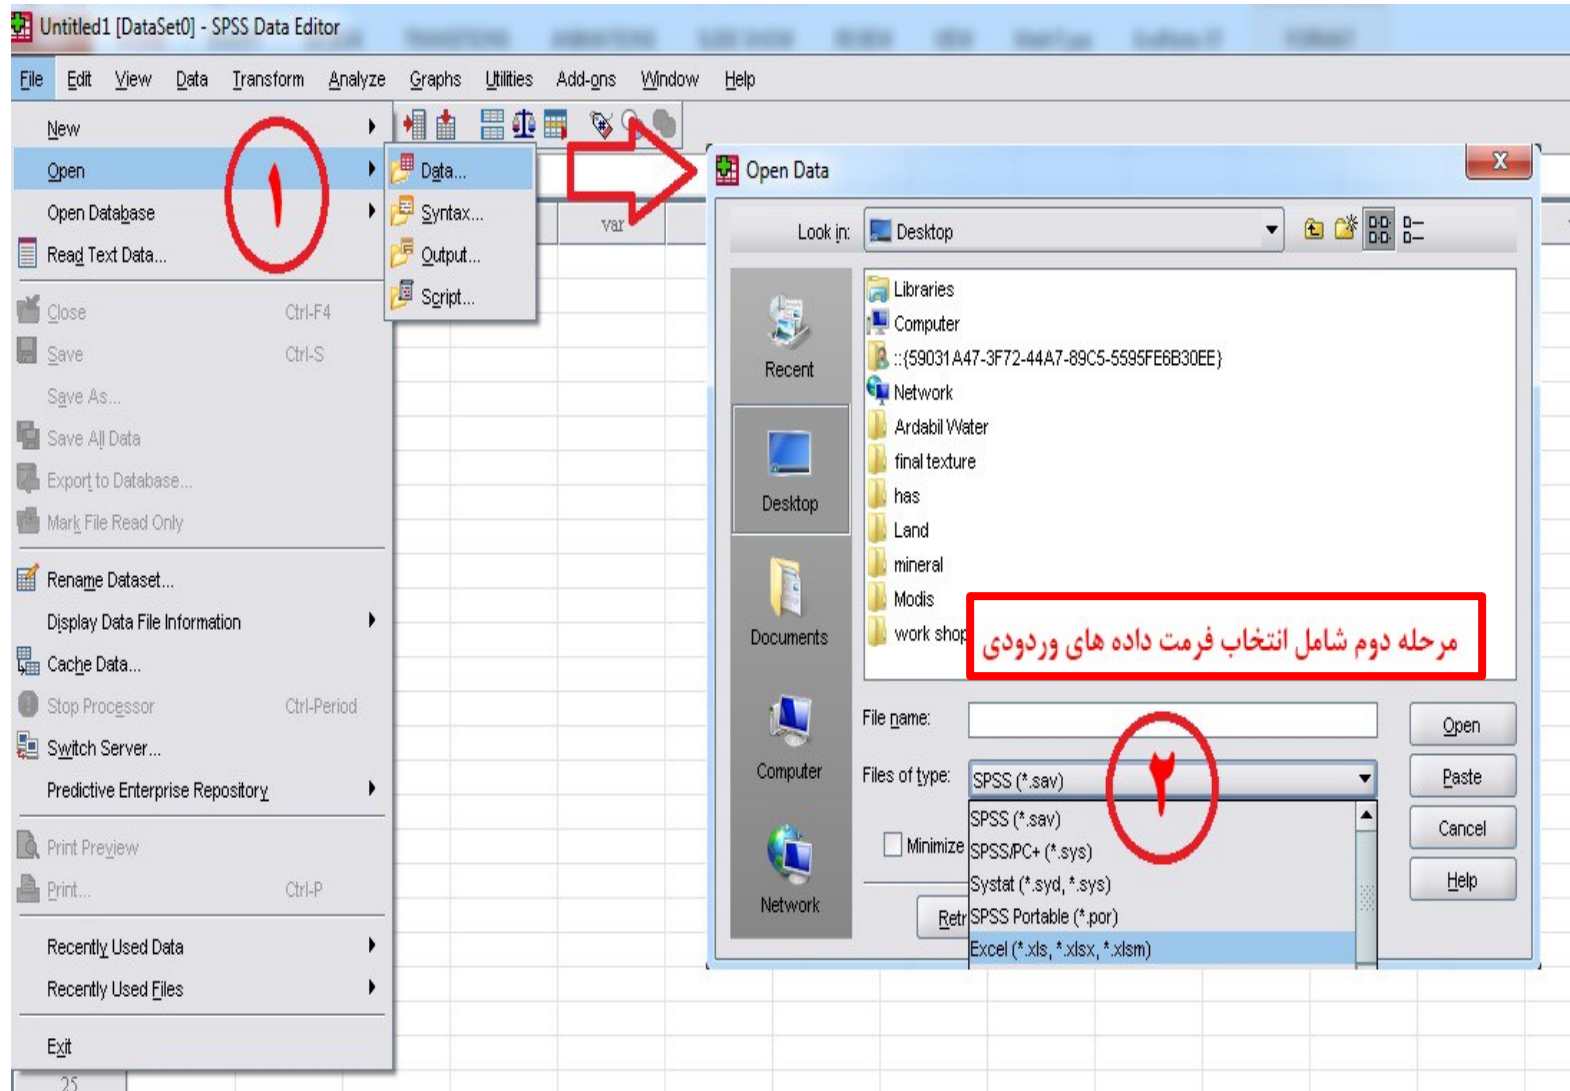 Untitled1 [DataSet0] - SPSS Data Editor
File Edit View Data Transform Analyze Graphs Utilities Add-ons Window Help
New
Open
Open Database
Read Text Data...
Close Ctrl-F4
Save Ctrl-S
Save As...
Save All Data
Export to Database...
Mark File Read Only
Rename Dataset...
Display Data File Information
Cache Data...
Stop Processor Ctrl-Period
Switch Server...
Predictive Enterprise Repository
Print Preview
Print... Ctrl-P
Recently Used Data
Recently Used Files
Exit
25
۱
Data...
Syntax...
Output...
Script...
var
Open Data
X
Look in: Desktop
Recent
Desktop
Documents
Computer
Network
Libraries
Computer
::{59031A47-3F72-44A7-89C5-5595FE6B30EE}
Network
Ardabil Water
final texture
has
Land
mineral
Modis
work shop
مرحله دوم شامل انتخاب فرمت داده های وردودی
File name:
Files of type: SPSS (*.sav)
۲
SPSS (*.sav)
SPSS/PC+ (*.sys)
Systat (*.syd, *.sys)
SPSS Portable (*.por)
Excel (*.xls, *.xlsx, *.xlsm)
Minimize
Retr
Open
Paste
Cancel
Help